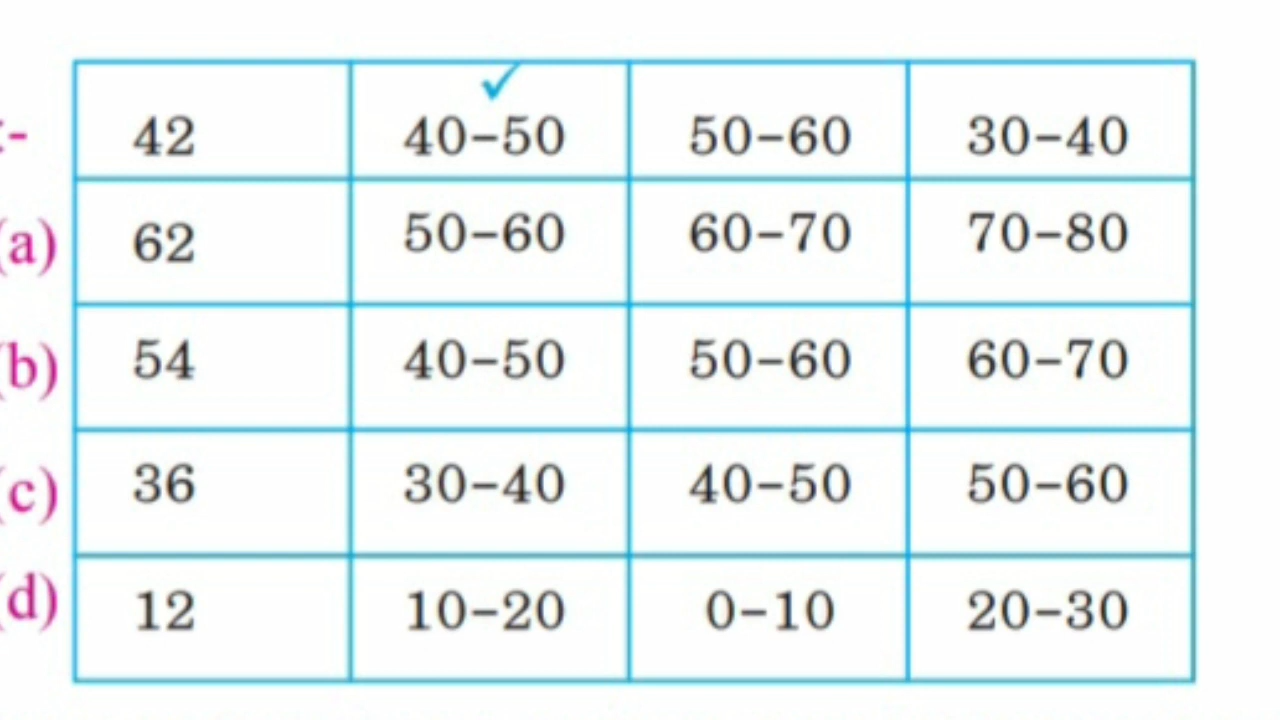 :- 42 ✓ 40–50 50–60 30–40
(a) 62 50–60 60–70 70–80
(b) 54 40–50 50–60 60–70
(c) 36 30–40 40–50 50–60
(d) 12 10–20 0–10 20–30